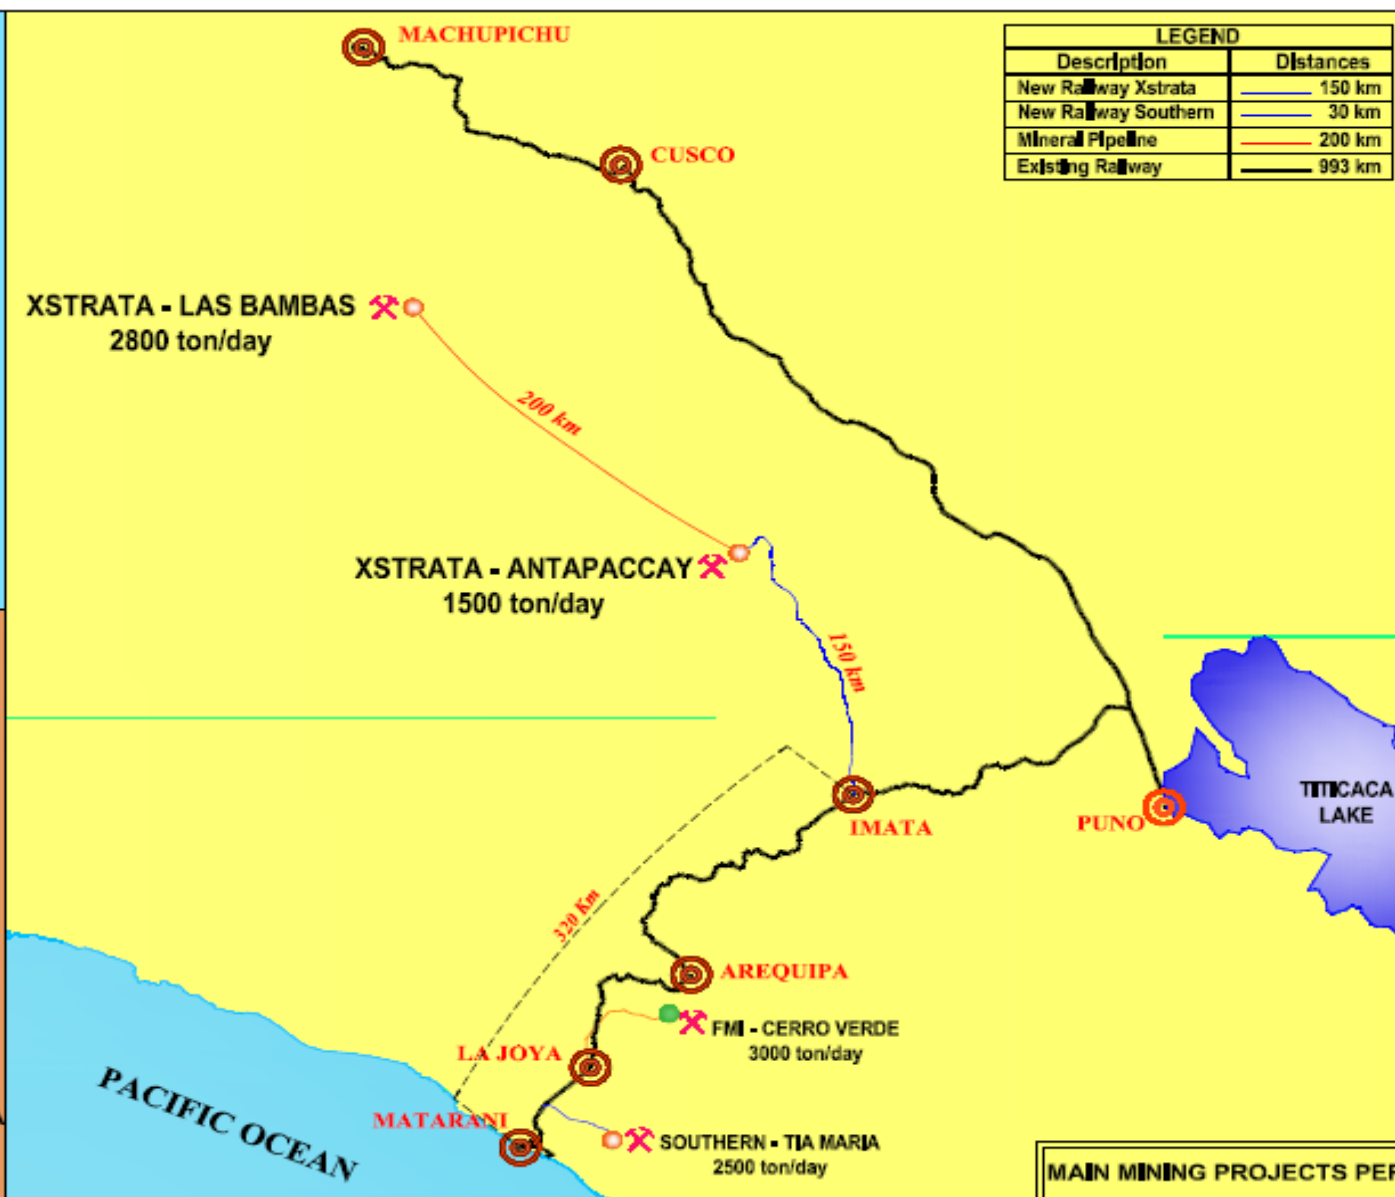 MACHUPICHU
LEGEND
Description Distances
New Railway Xstrata 150 km
New Railway Southern 30 km
Mineral Pipeline 200 km
Existing Railway 993 km
CUSCO
XSTRATA - LAS BAMBAS
2800 ton/day
200 km
XSTRATA - ANTAPACCAY
1500 ton/day
150 km
TITICACA
LAKE
IMATA
PUNO
320 Km
AREQUIPA
FMI - CERRO VERDE
3000 ton/day
LA JOYA
PACIFIC OCEAN
MATARANI
SOUTHERN - TIA MARIA
2500 ton/day
MAIN MINING PROJECTS